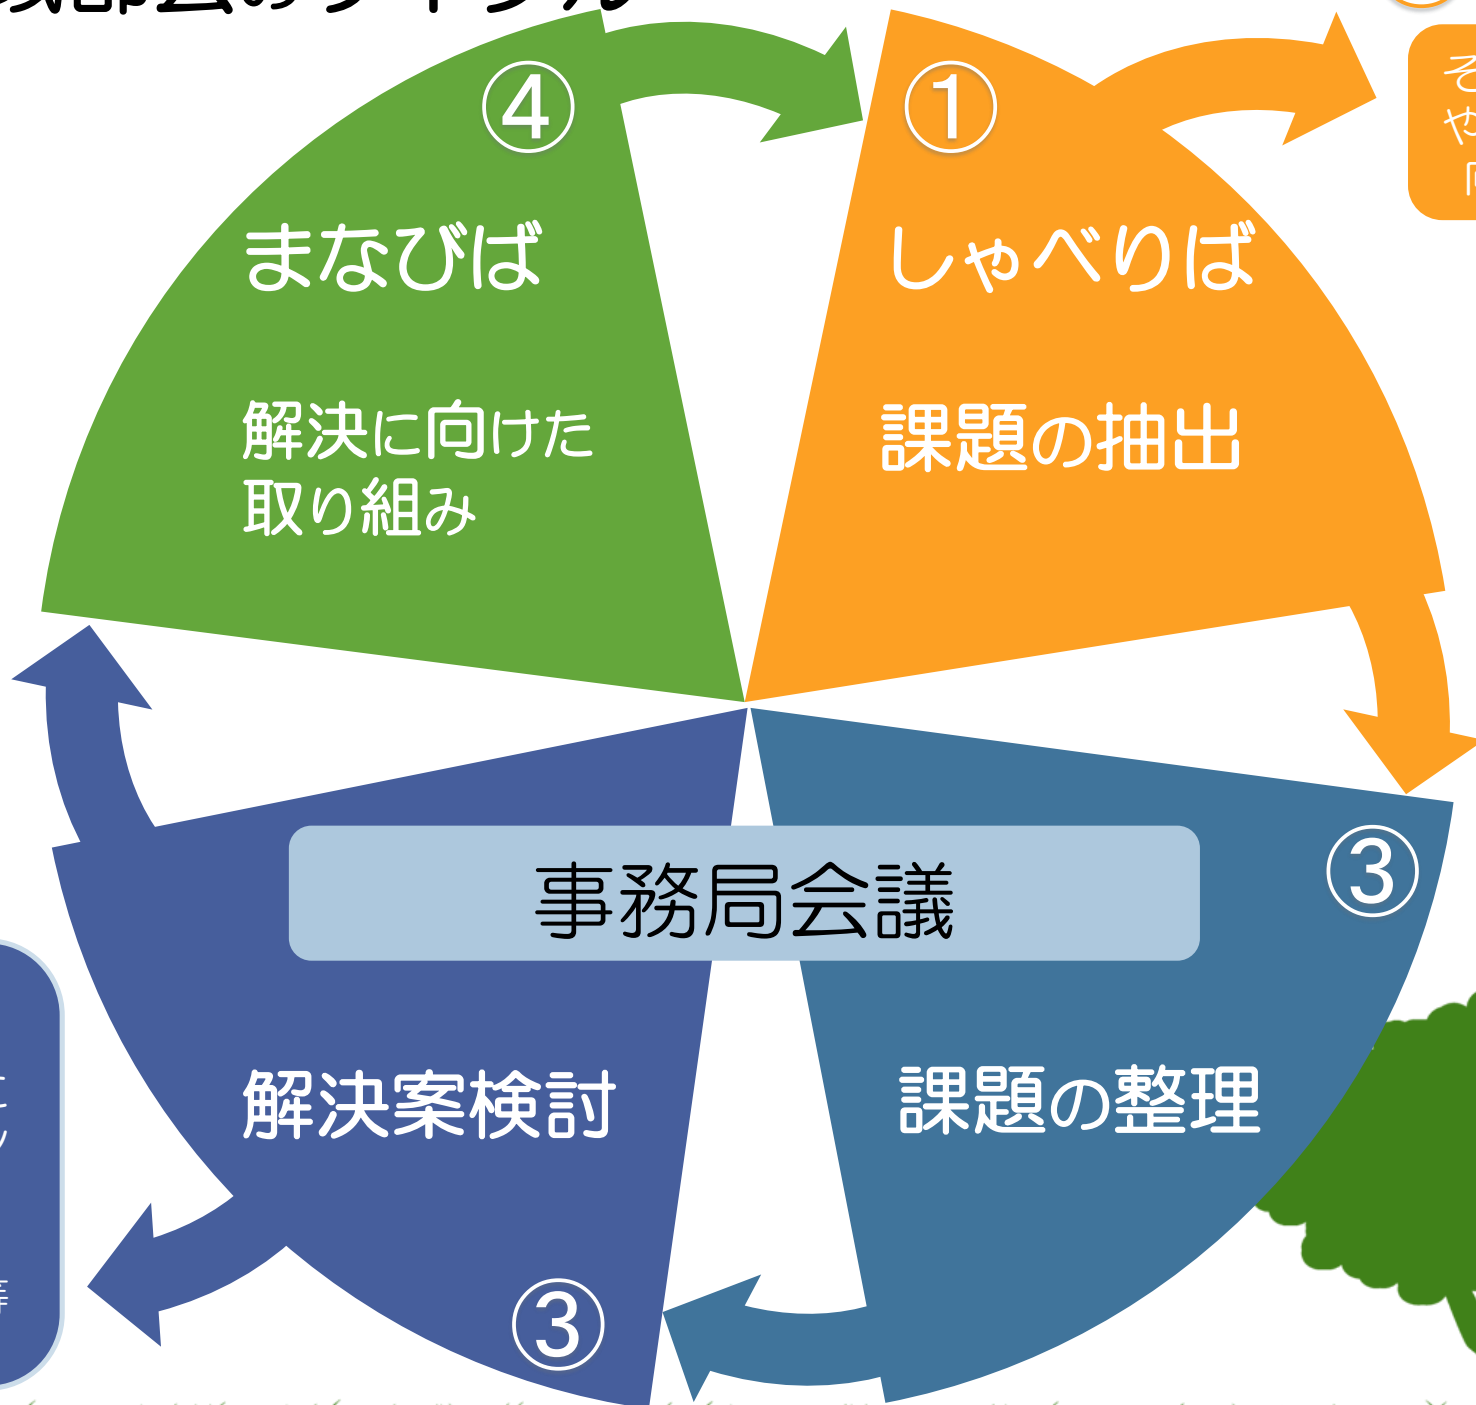 ④
まなびば
解決に向けた
取り組み
①
しゃべりば
課題の抽出
事務局会議
③
課題の整理
解決案検討
③